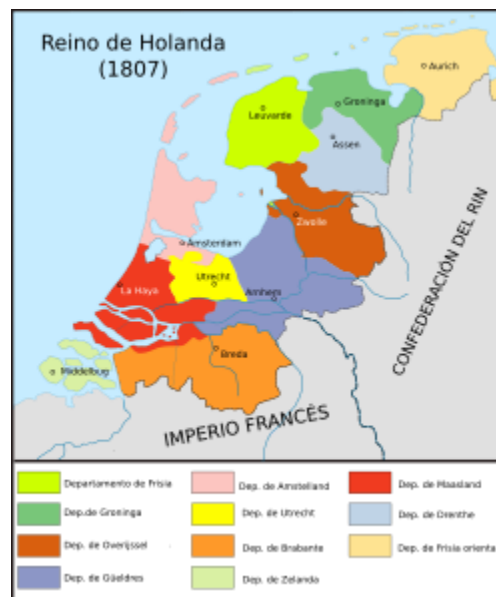 Reino de Holanda
(1807)
Aurich
Groninga
Leuvarde
Assen
Zwolle
Amsterdam
La Haya
Utrecht
Arnhem
Middelbug
Breda
CONFEDERACIÓN DEL RIN
IMPERIO FRANCÉS
Departamento de Frisia
Dep. de Amstelland
Dep. de Maasland
Dep.de Groninga
Dep. de Utrecht
Dep. de Drenthe
Dep. de Overijssel
Dep. de Brabante
Dep. de Frisia orienta
Dep. de Güeldres
Dep. de Zelanda